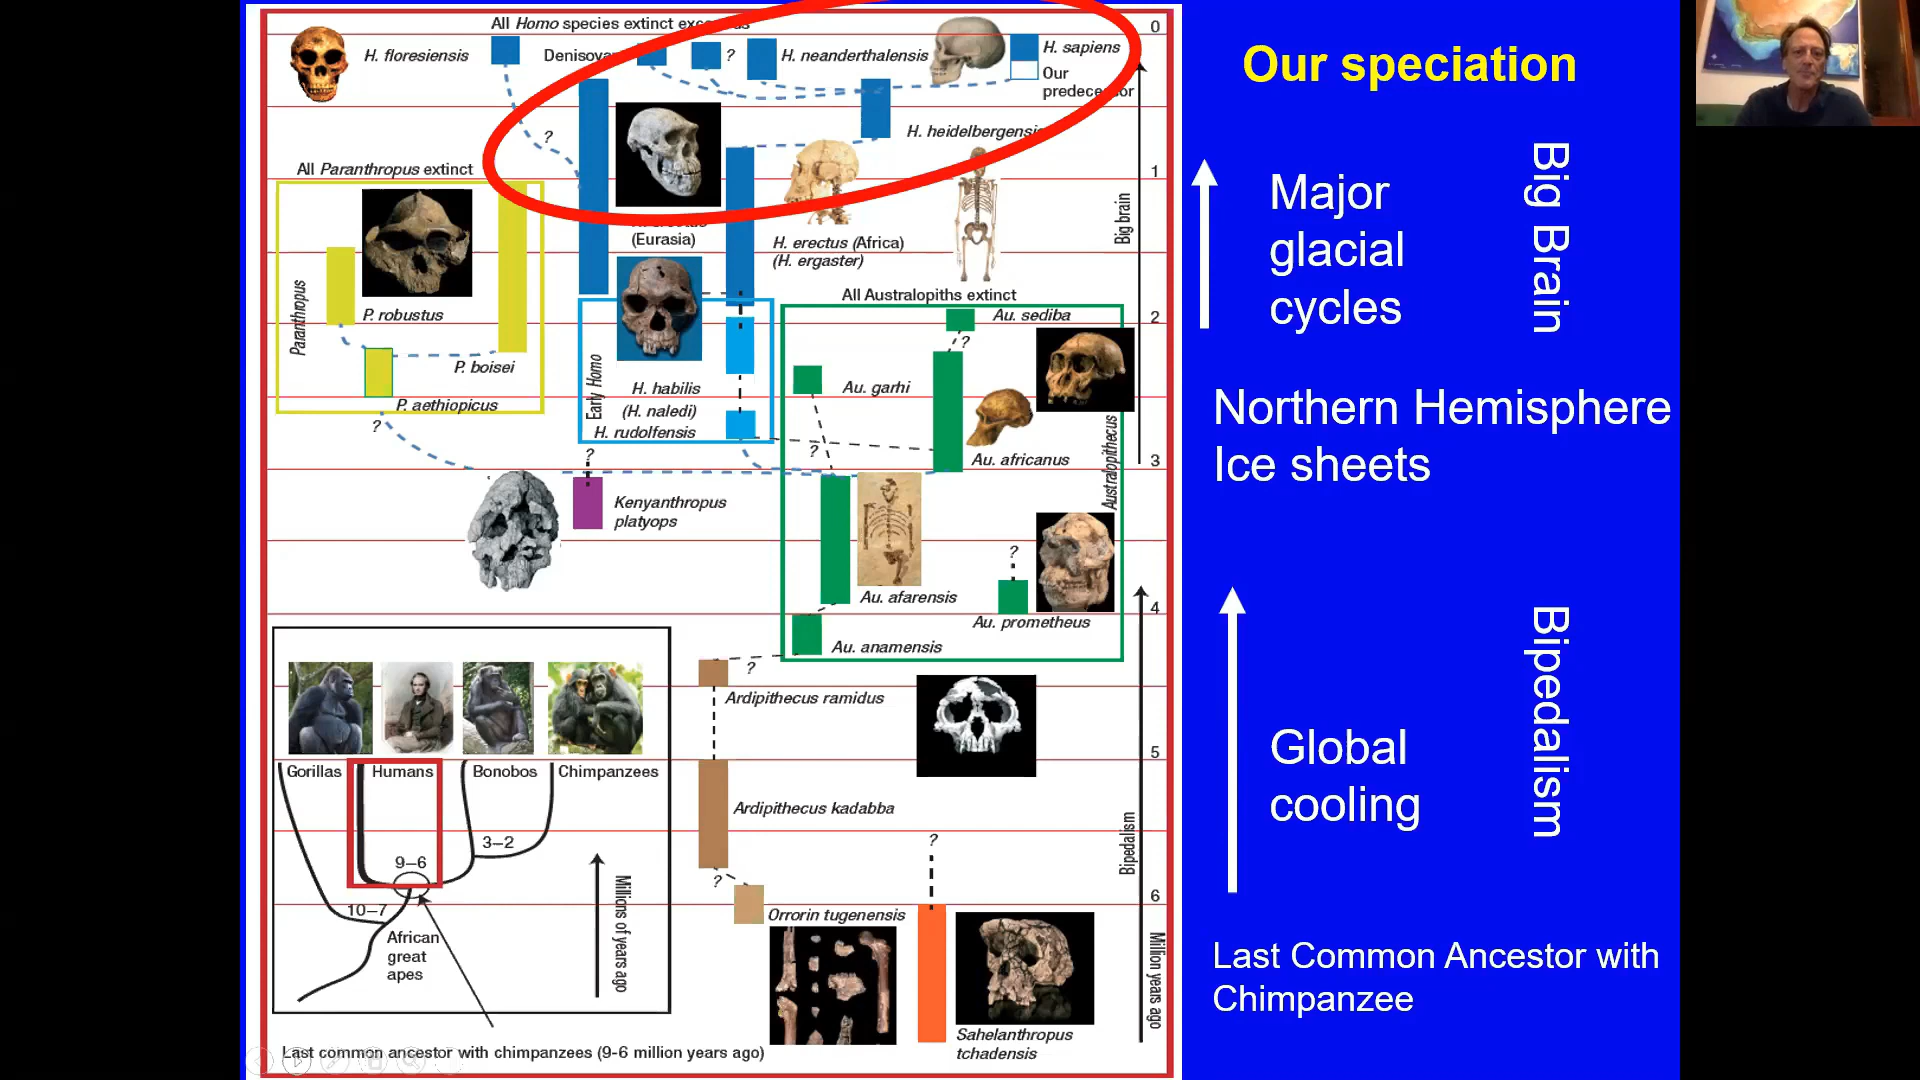 All Homo species extinct
0
H. floresiensis
?
H. neanderthalensis
H. sapiens
Our
H. heidelbergensis
?
All Paranthropus extinct
1
Big brain
(Eurasia)
H. erectus (Africa)
(H. ergaster)
All Australopiths extinct
Paranthropus
P. robustus
P. boisei
P. aethiopicus
?
Early Homo
H. habilis
(H. naledi)
H. rudolfensis
2
Au. sediba
?
Au. garhi
?
Au. africanus
Australopithecus
3
?
Kenyanthropus
platyops
?
Au. afarensis
Au. prometheus
4
Au. anamensis
?
Ardipithecus ramidus
5
Ardipithecus kadabba
Bipedalism
?
?
6
Orrorin tugenensis
Sahelanthropus
tchadensis
Million years ago
Gorillas
Humans
Bonobos
Chimpanzees
3–2
9–6
10–7
African
great
apes
Millions of years ago
Last common ancestor with chimpanzees (9-6 million years ago)
Our speciation
Major
glacial
cycles
Big Brain
Northern Hemisphere
Ice sheets
Global
cooling
Bipedalism
Last Common Ancestor with
Chimpanzee